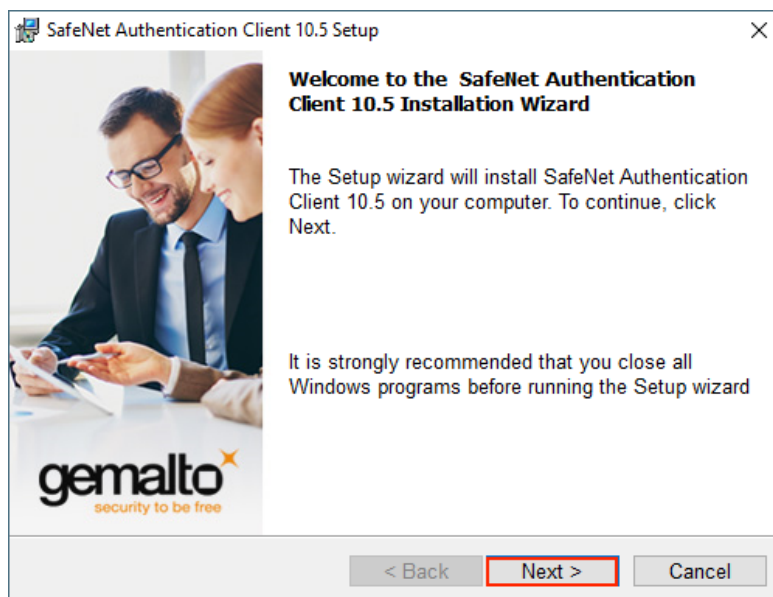 SafeNet Authentication Client 10.5 Setup
Welcome to the SafeNet Authentication
Client 10.5 Installation Wizard
The Setup wizard will install SafeNet Authentication
Client 10.5 on your computer. To continue, click
Next.
It is strongly recommended that you close all
Windows programs before running the Setup wizard
gemalto
security to be free
< Back Next > Cancel